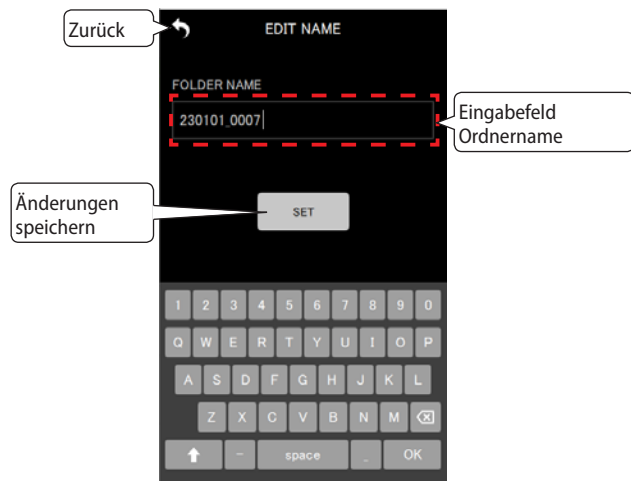 Zurück
EDIT NAME
FOLDER NAME
230101_0007
Eingabefeld
Ordnername
Änderungen
speichern
SET
1 2 3 4 5 6 7 8 9 0
Q W E R T Y U I O P
A S D F G H J K L
Z X C V B N M
- space _ OK